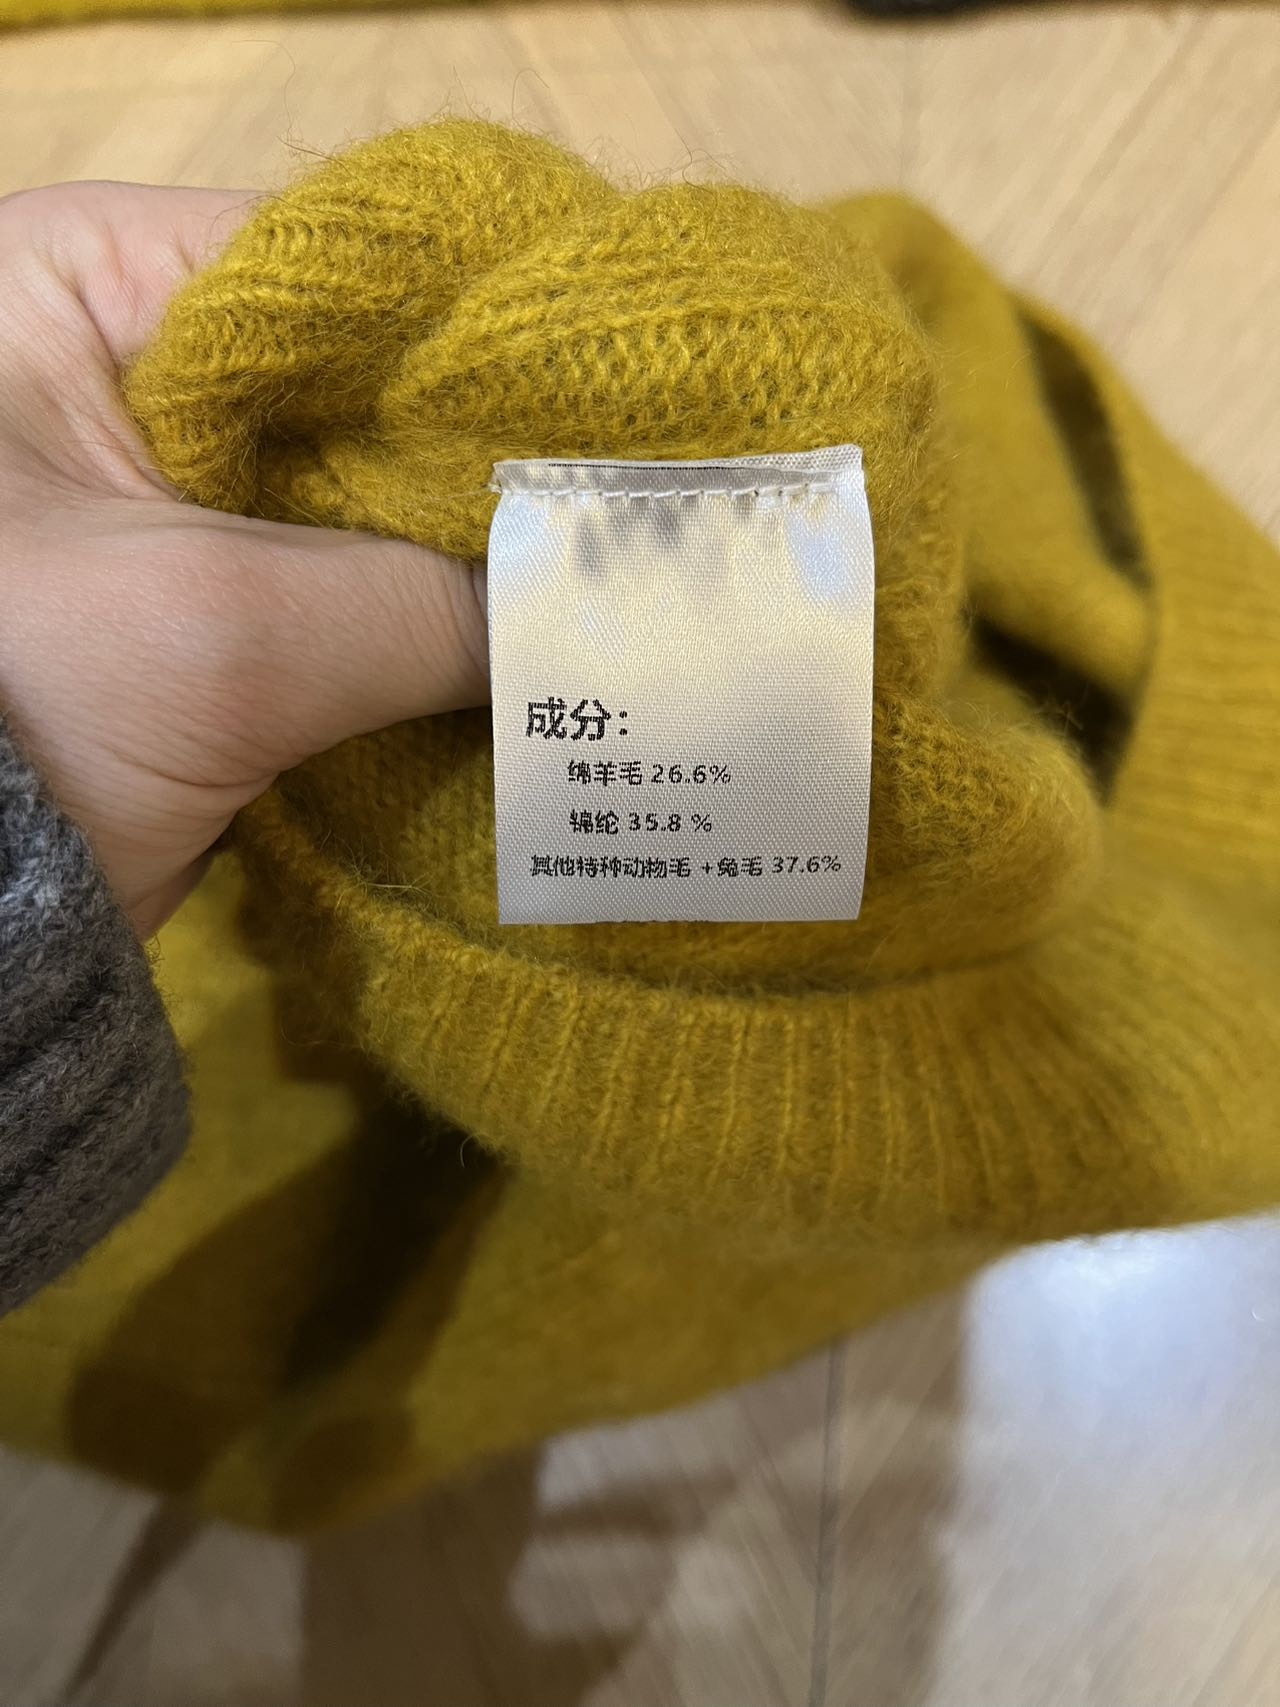 成分：
绵羊毛 26.6%
锦纶 35.8 %
其他特种动物毛 +兔毛 37.6%